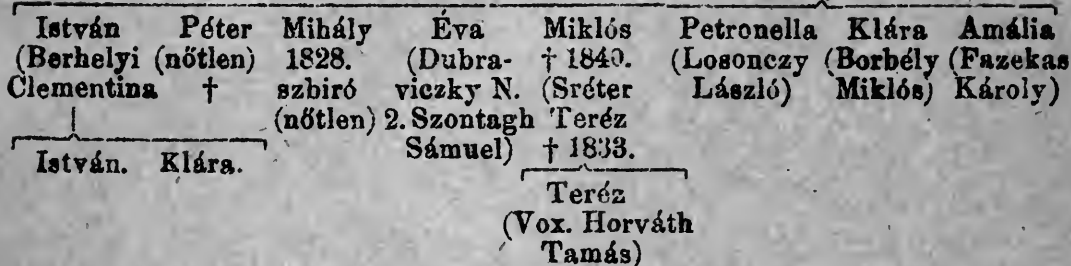 István Péter Mihály Éva Miklós Petronella Klára Amália
(Berhelyi (nőtlen) 1828. (Dubra- † 1840. (Losonczy (Borbély (Fazekas
Clementina † szbiró viczky N. (Sréter László) Miklós) Károly)
(nőtlen) 2. Szontagh Teréz
István. Klára. Sámuel) † 1833.
Teréz
(Vox. Horváth
Tamás)